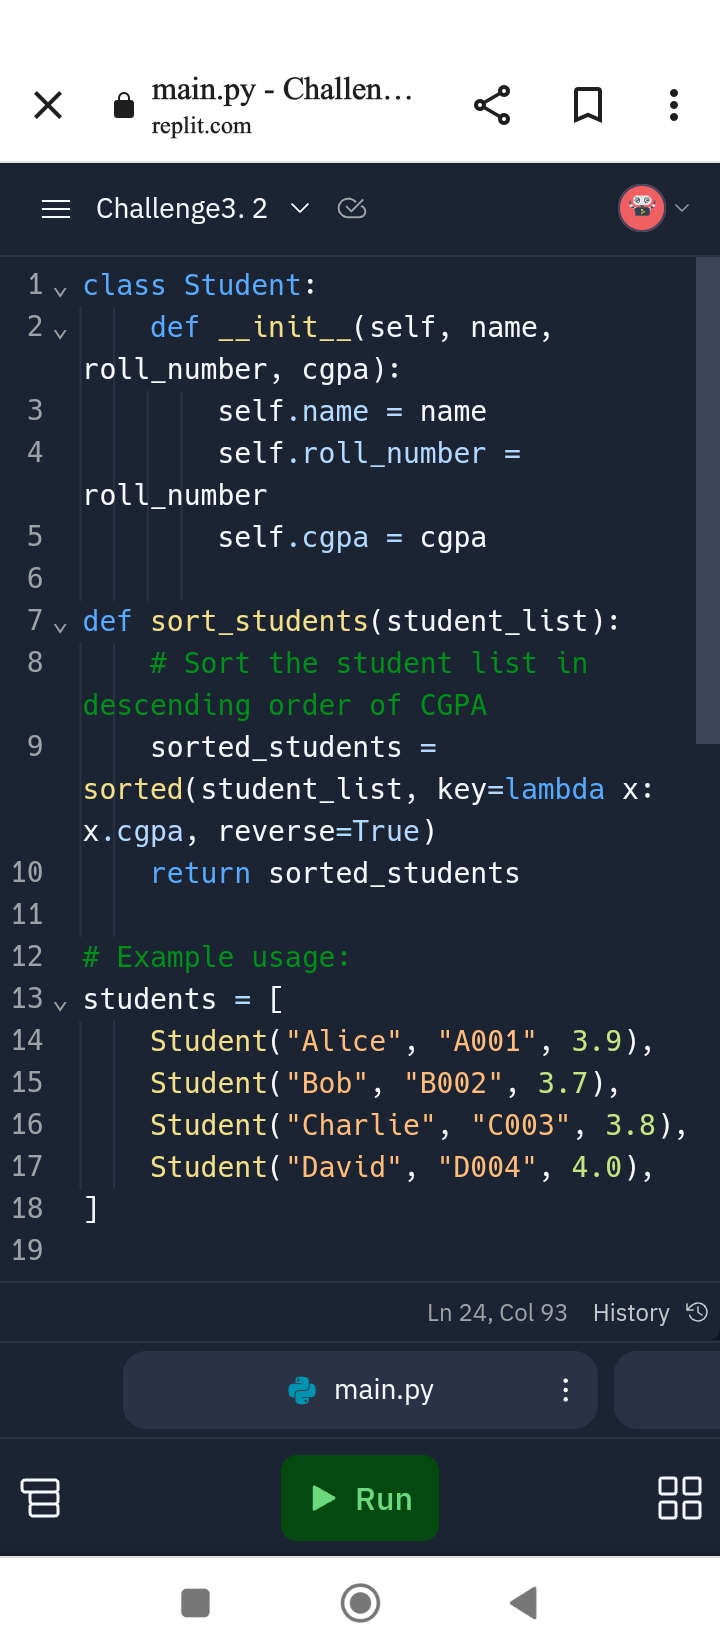 main.py - Challen...
replit.com
Challenge3. 2
1 class Student:
2     def __init__(self, name,
roll_number, cgpa):
3         self.name = name
4         self.roll_number =
roll_number
5         self.cgpa = cgpa
6
7 def sort_students(student_list):
8     # Sort the student list in
descending order of CGPA
9     sorted_students =
sorted(student_list, key=lambda x:
x.cgpa, reverse=True)
10     return sorted_students
11
12 # Example usage:
13 students = [
14     Student("Alice", "A001", 3.9),
15     Student("Bob", "B002", 3.7),
16     Student("Charlie", "C003", 3.8),
17     Student("David", "D004", 4.0),
18 ]
19
Ln 24, Col 93 History
main.py
Run